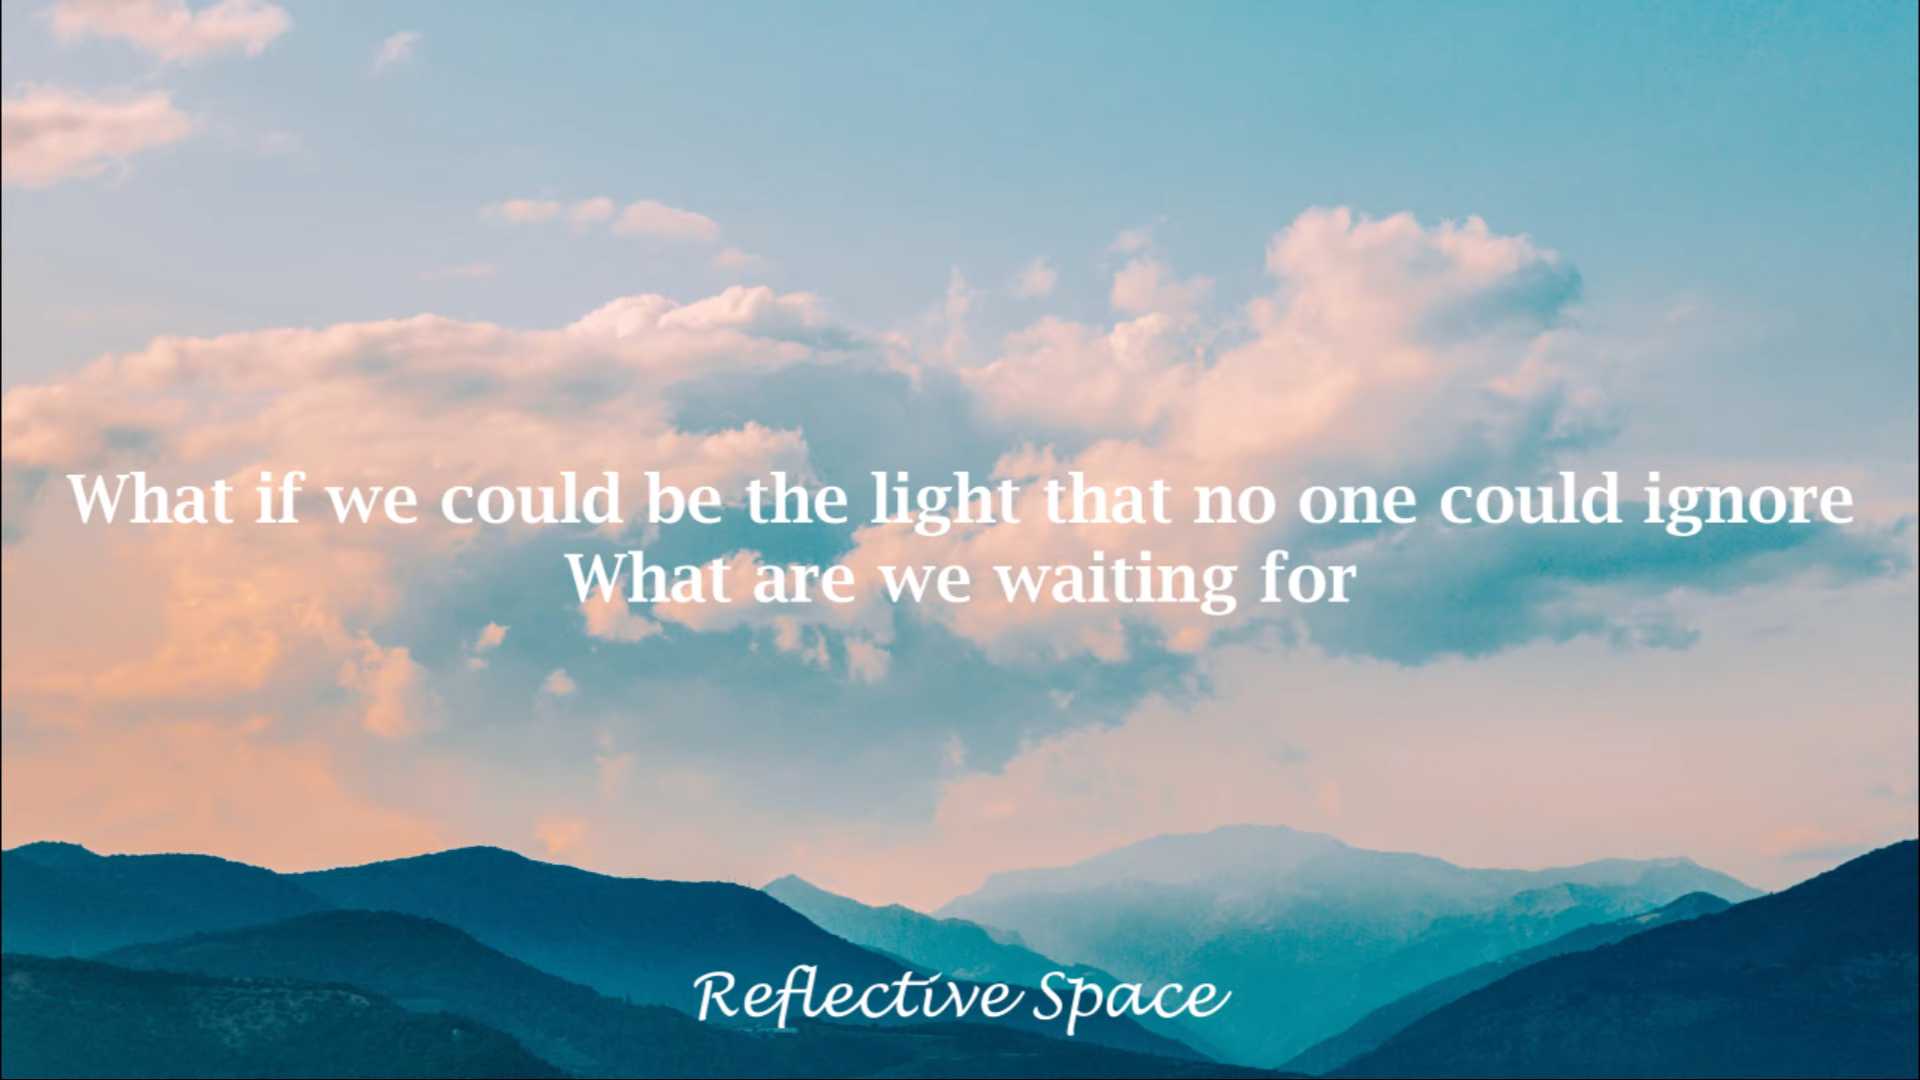 What if we could be the light that no one could ignore
What are we waiting for
Reflective Space